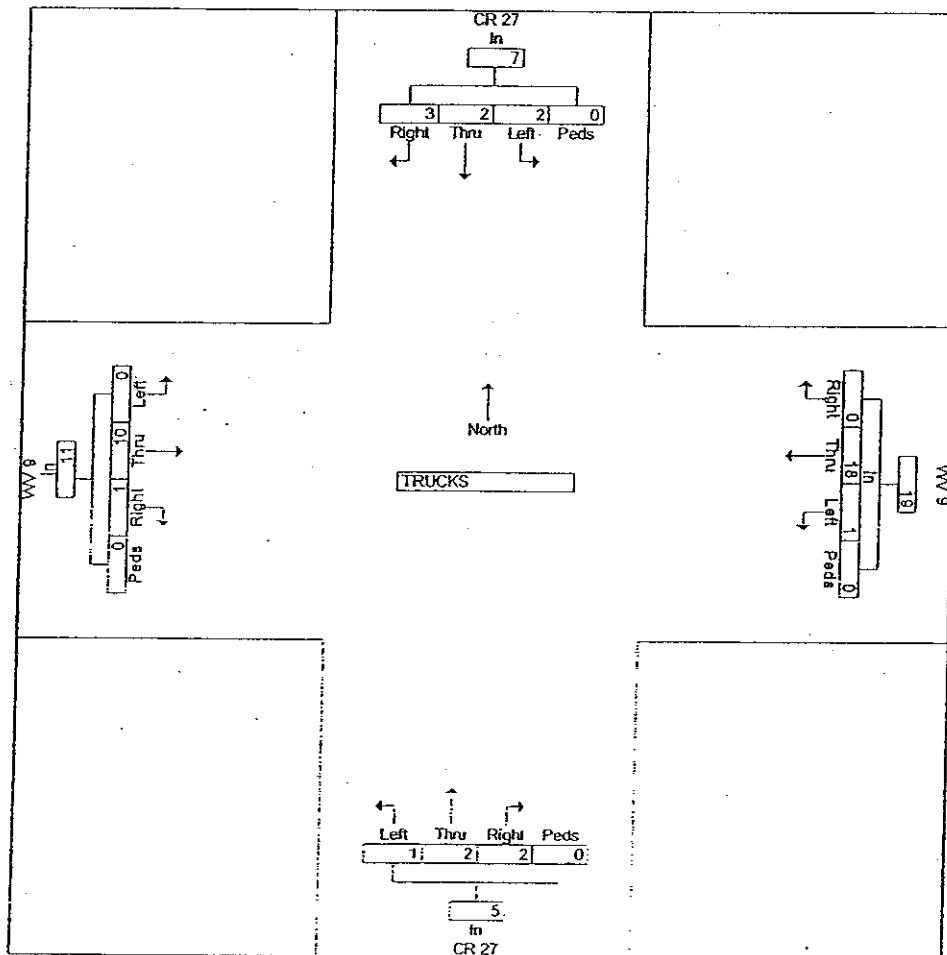 CR 27
In
7
3 2 2 0
Right Thru Left Peds
0 10 1 0
Left Thru Right Peds
11
In
W 9
North
TRUCKS
Right Thru Left Peds
0 18 1 0
In
19
W 9
Left Thru Right Peds
1 2 2 0
5
In
CR 27